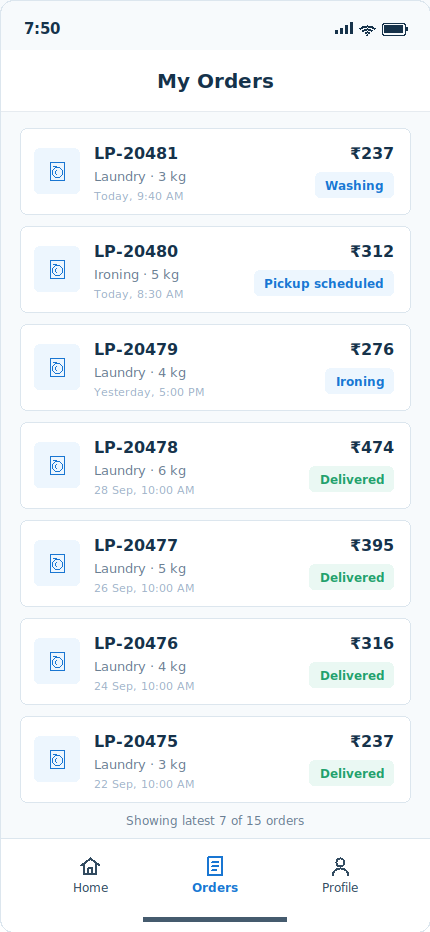 7:50
My Orders
LP-20481
₹237
Laundry · 3 kg
Washing
Today, 9:40 AM
LP-20480
₹312
Ironing · 5 kg
Pickup scheduled
Today, 8:30 AM
LP-20479
₹276
Laundry · 4 kg
Ironing
Yesterday, 5:00 PM
LP-20478
₹474
Laundry · 6 kg
Delivered
28 Sep, 10:00 AM
LP-20477
₹395
Laundry · 5 kg
Delivered
26 Sep, 10:00 AM
LP-20476
₹316
Laundry · 4 kg
Delivered
24 Sep, 10:00 AM
LP-20475
₹237
Laundry · 3 kg
Delivered
22 Sep, 10:00 AM
Showing latest 7 of 15 orders
Home
Orders
Profile